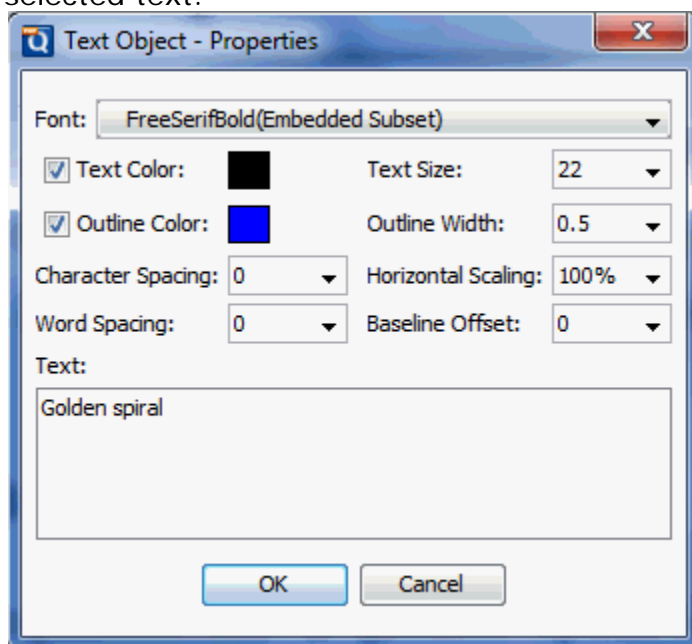 selected text.
Text Object - Properties
Font: FreeSerifBold(Embedded Subset)
Text Color: Text Size: 22
Outline Color: Outline Width: 0.5
Character Spacing: 0 Horizontal Scaling: 100%
Word Spacing: 0 Baseline Offset: 0
Text:
Golden spiral
OK Cancel